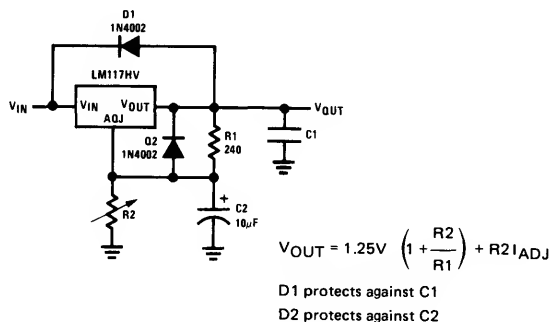 D1
1N4002
LM117HV
VIN
VIN
VOUT
VOUT
ADJ
D2
1N4002
R1
240
C1
R2
+
C2
10μF
VOUT = 1.25V (1 + R2/R1) + R2 IADJ
D1 protects against C1
D2 protects against C2